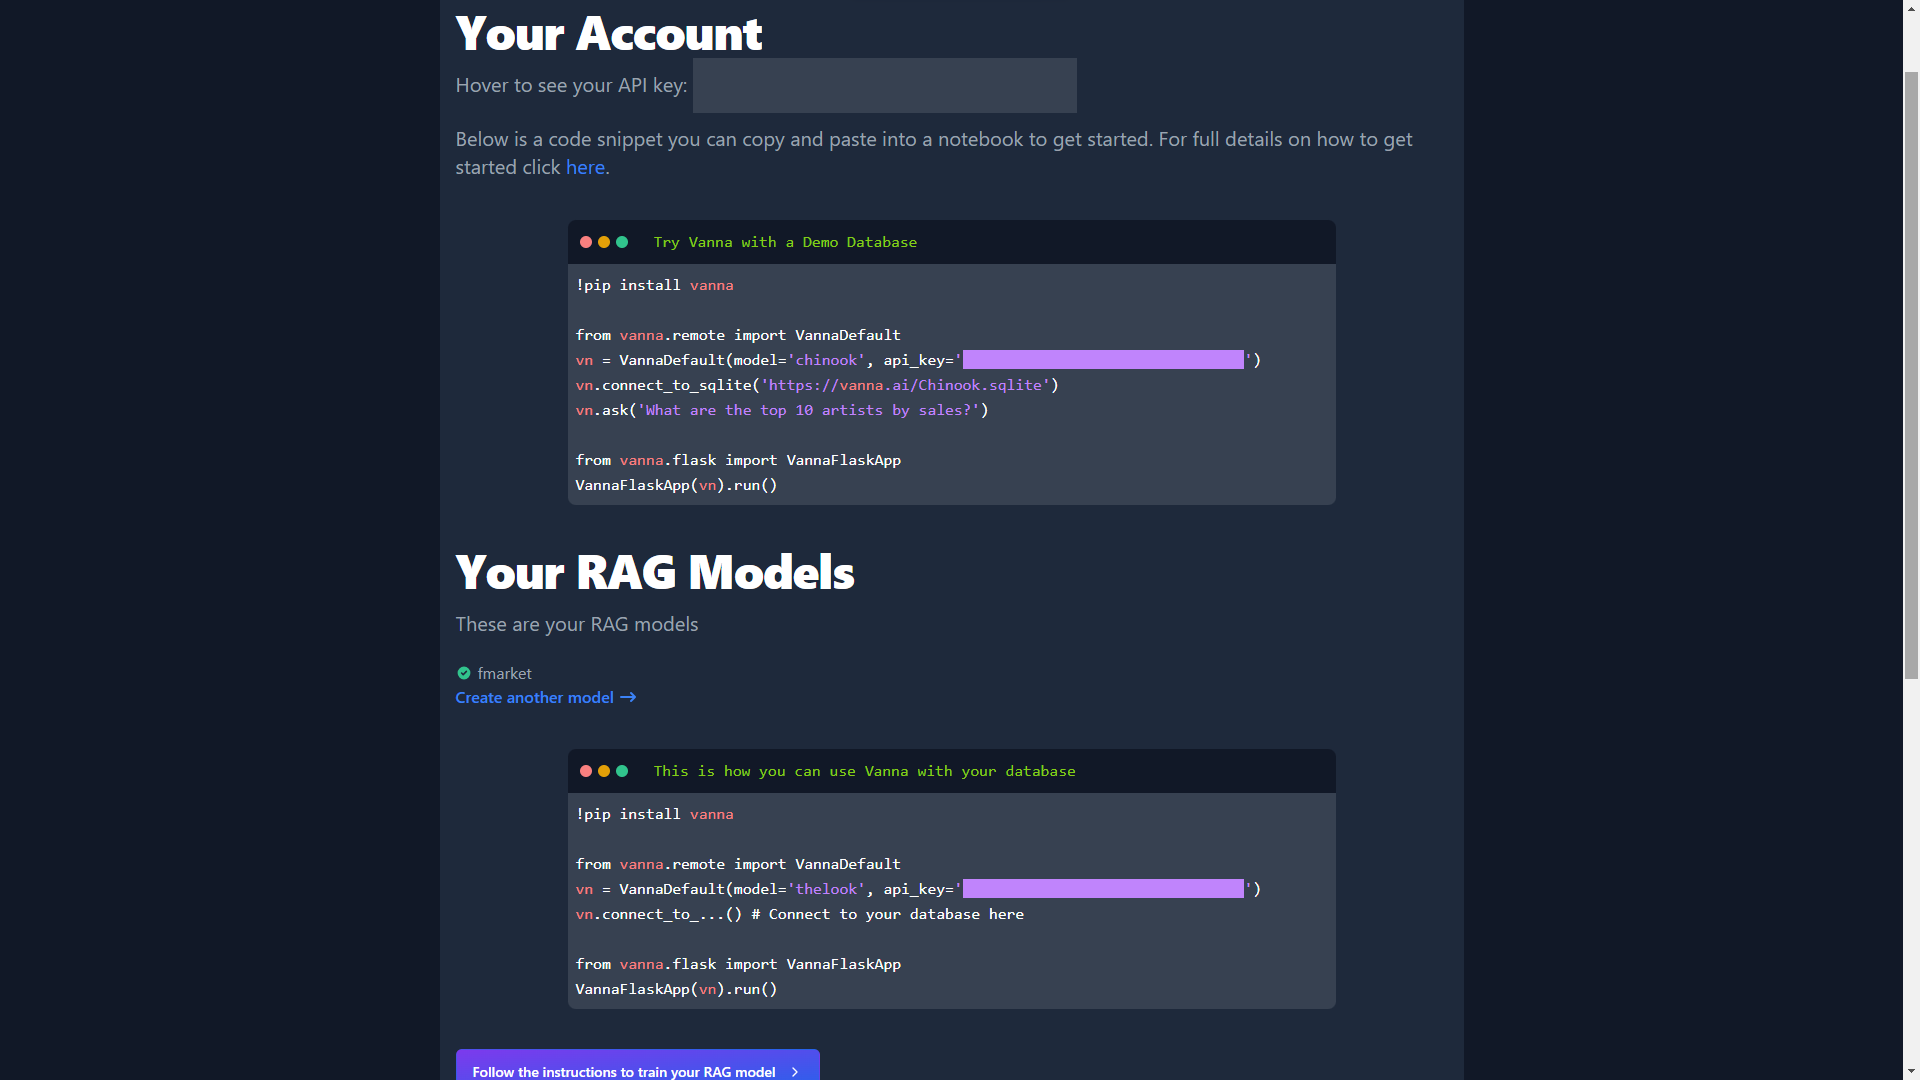 Your Account
Hover to see your API key:
Below is a code snippet you can copy and paste into a notebook to get started. For full details on how to get
started click here.
Try Vanna with a Demo Database
!pip install vanna
from vanna.remote import VannaDefault
vn = VannaDefault(model='chinook', api_key='')
vn.connect_to_sqlite('https://vanna.ai/Chinook.sqlite')
vn.ask('What are the top 10 artists by sales?')
from vanna.flask import VannaFlaskApp
VannaFlaskApp(vn).run()
Your RAG Models
These are your RAG models
fmarket
Create another model →
This is how you can use Vanna with your database
!pip install vanna
from vanna.remote import VannaDefault
vn = VannaDefault(model='thelook', api_key='')
vn.connect_to_...() # Connect to your database here
from vanna.flask import VannaFlaskApp
VannaFlaskApp(vn).run()
Follow the instructions to train your RAG model >